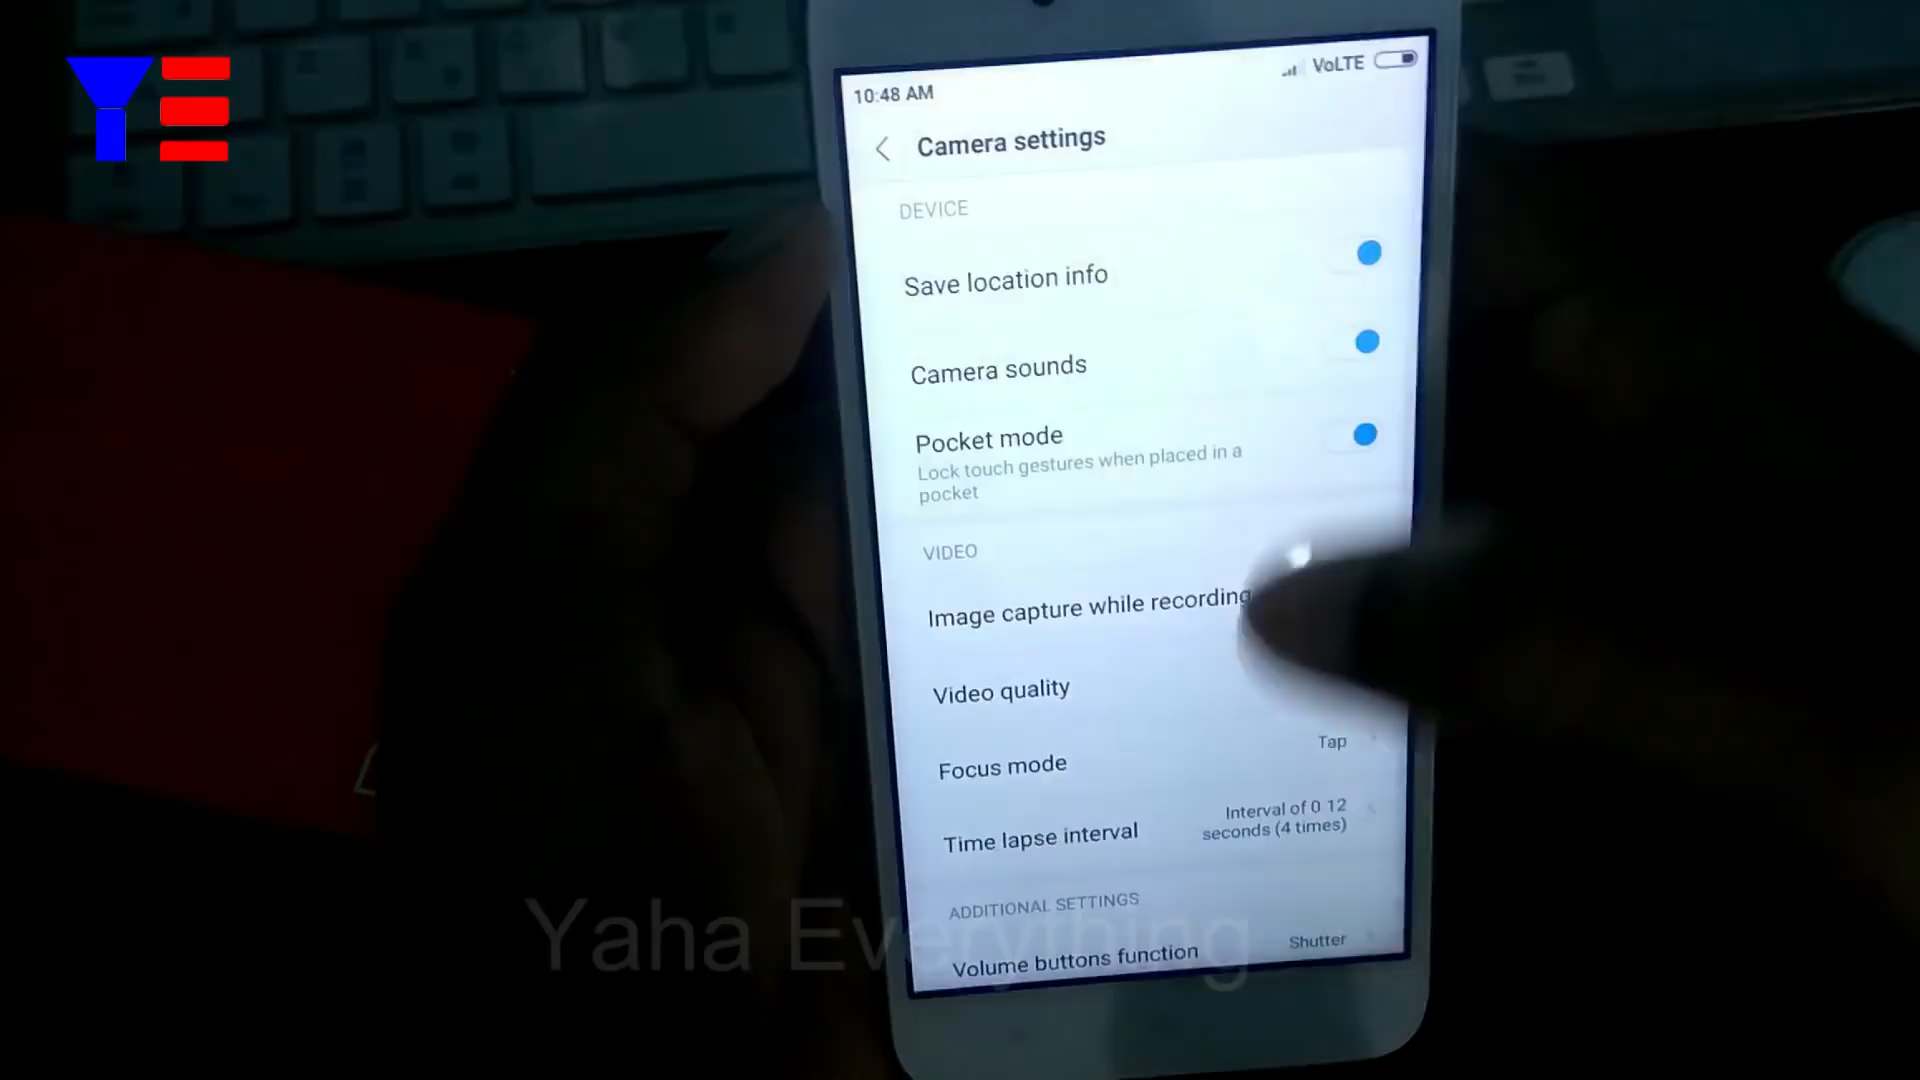 10:48 AM
VoLTE
Camera settings
DEVICE
Save location info
Camera sounds
Pocket mode
Lock touch gestures when placed in a
pocket
VIDEO
Image capture while recording
Video quality
Focus mode
Tap
Time lapse interval
Interval of 0 12
seconds (4 times)
ADDITIONAL SETTINGS
Volume buttons function
Shutter
Yaha Everything
YE